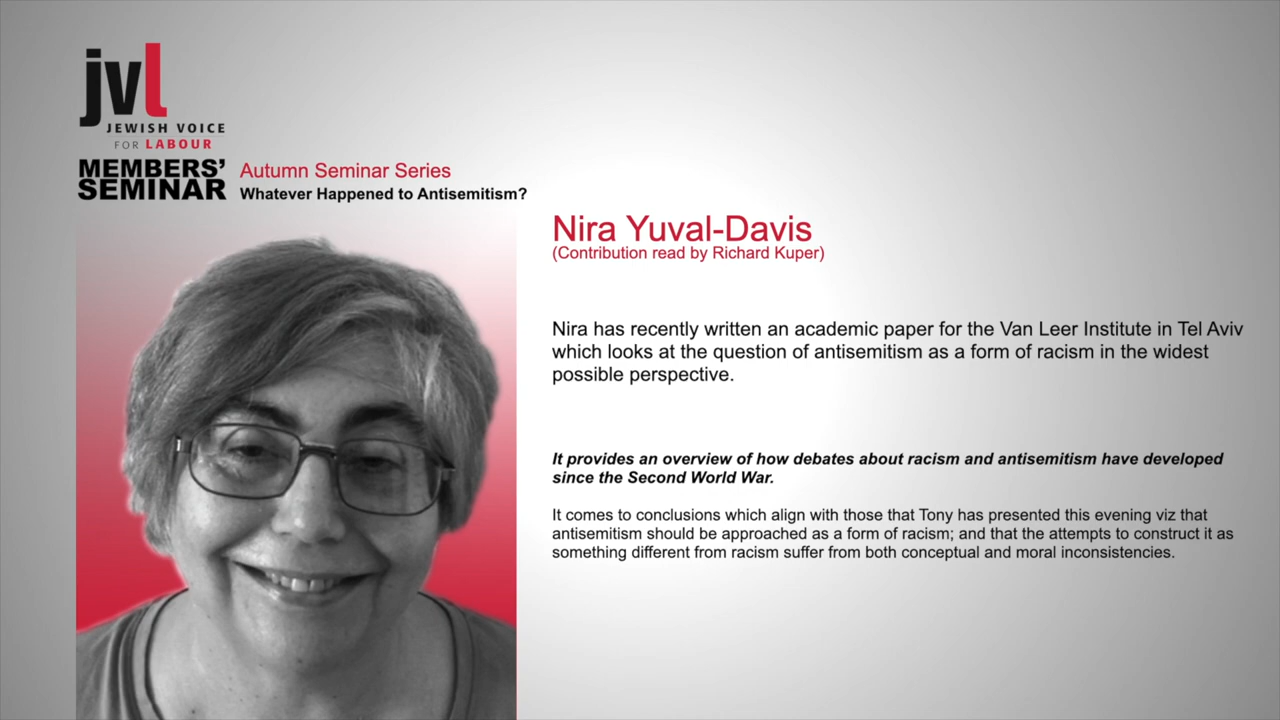 jvl
JEWISH VOICE
FOR LABOUR
MEMBERS'
SEMINAR
Autumn Seminar Series
Whatever Happened to Antisemitism?
Nira Yuval-Davis
(Contribution read by Richard Kuper)
Nira has recently written an academic paper for the Van Leer Institute in Tel Aviv
which looks at the question of antisemitism as a form of racism in the widest
possible perspective.
It provides an overview of how debates about racism and antisemitism have developed
since the Second World War.
It comes to conclusions which align with those that Tony has presented this evening viz that
antisemitism should be approached as a form of racism; and that the attempts to construct it as
something different from racism suffer from both conceptual and moral inconsistencies.